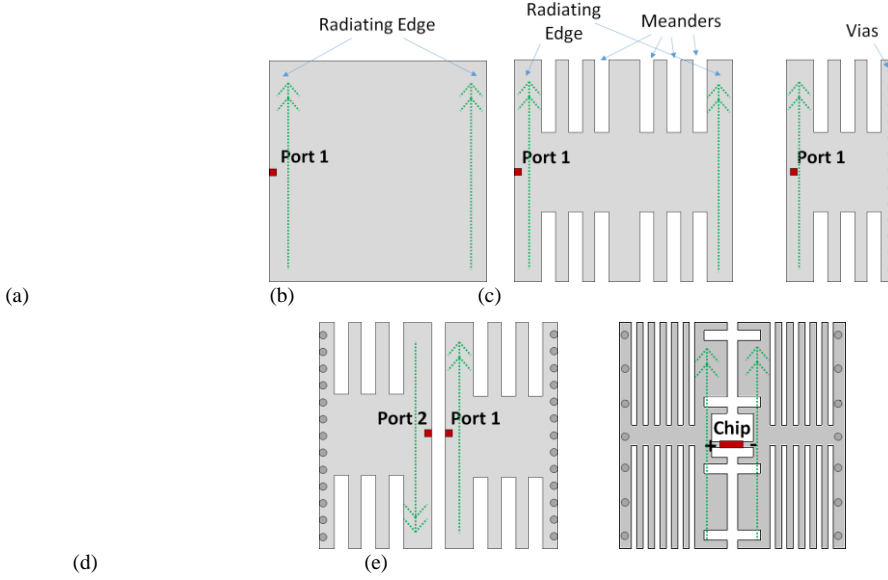 Radiating Edge
Radiating
Edge
Meanders
Vias
Port 1
Port 1
Port 1
(a)
(b)
(c)
Port 2
Port 1
Chip
+
-
(d)
(e)